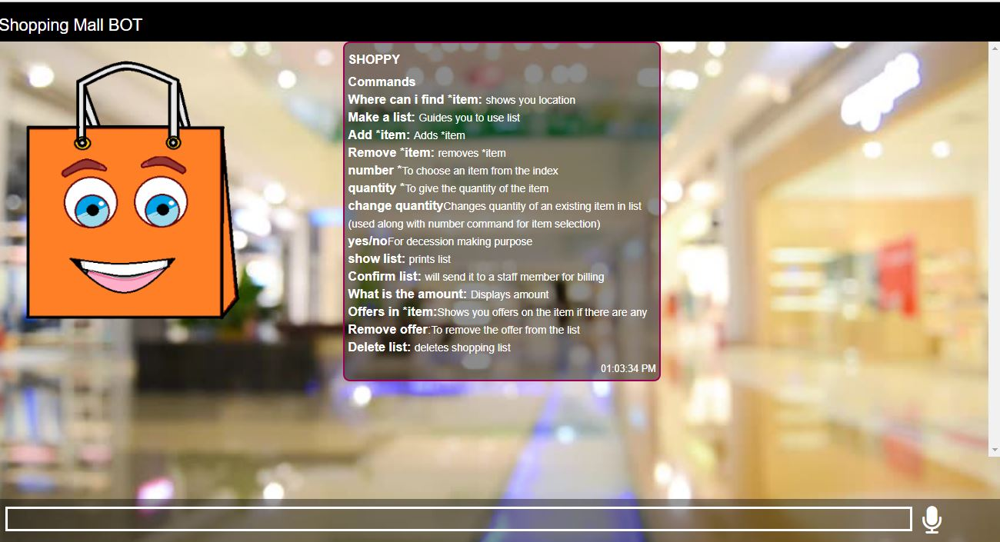 Shopping Mall BOT
SHOPPY
Commands
Where can i find *item: shows you location
Make a list: Guides you to use list
Add *item: Adds *item
Remove *item: removes *item
number *To choose an item from the index
quantity *To give the quantity of the item
change quantityChanges quantity of an existing item in list
(used along with number command for item selection)
yes/noFor decession making purpose
show list: prints list
Confirm list: will send it to a staff member for billing
What is the amount: Displays amount
Offers in *item:Shows you offers on the item if there are any
Remove offer:To remove the offer from the list
Delete list: deletes shopping list
01:03:34 PM